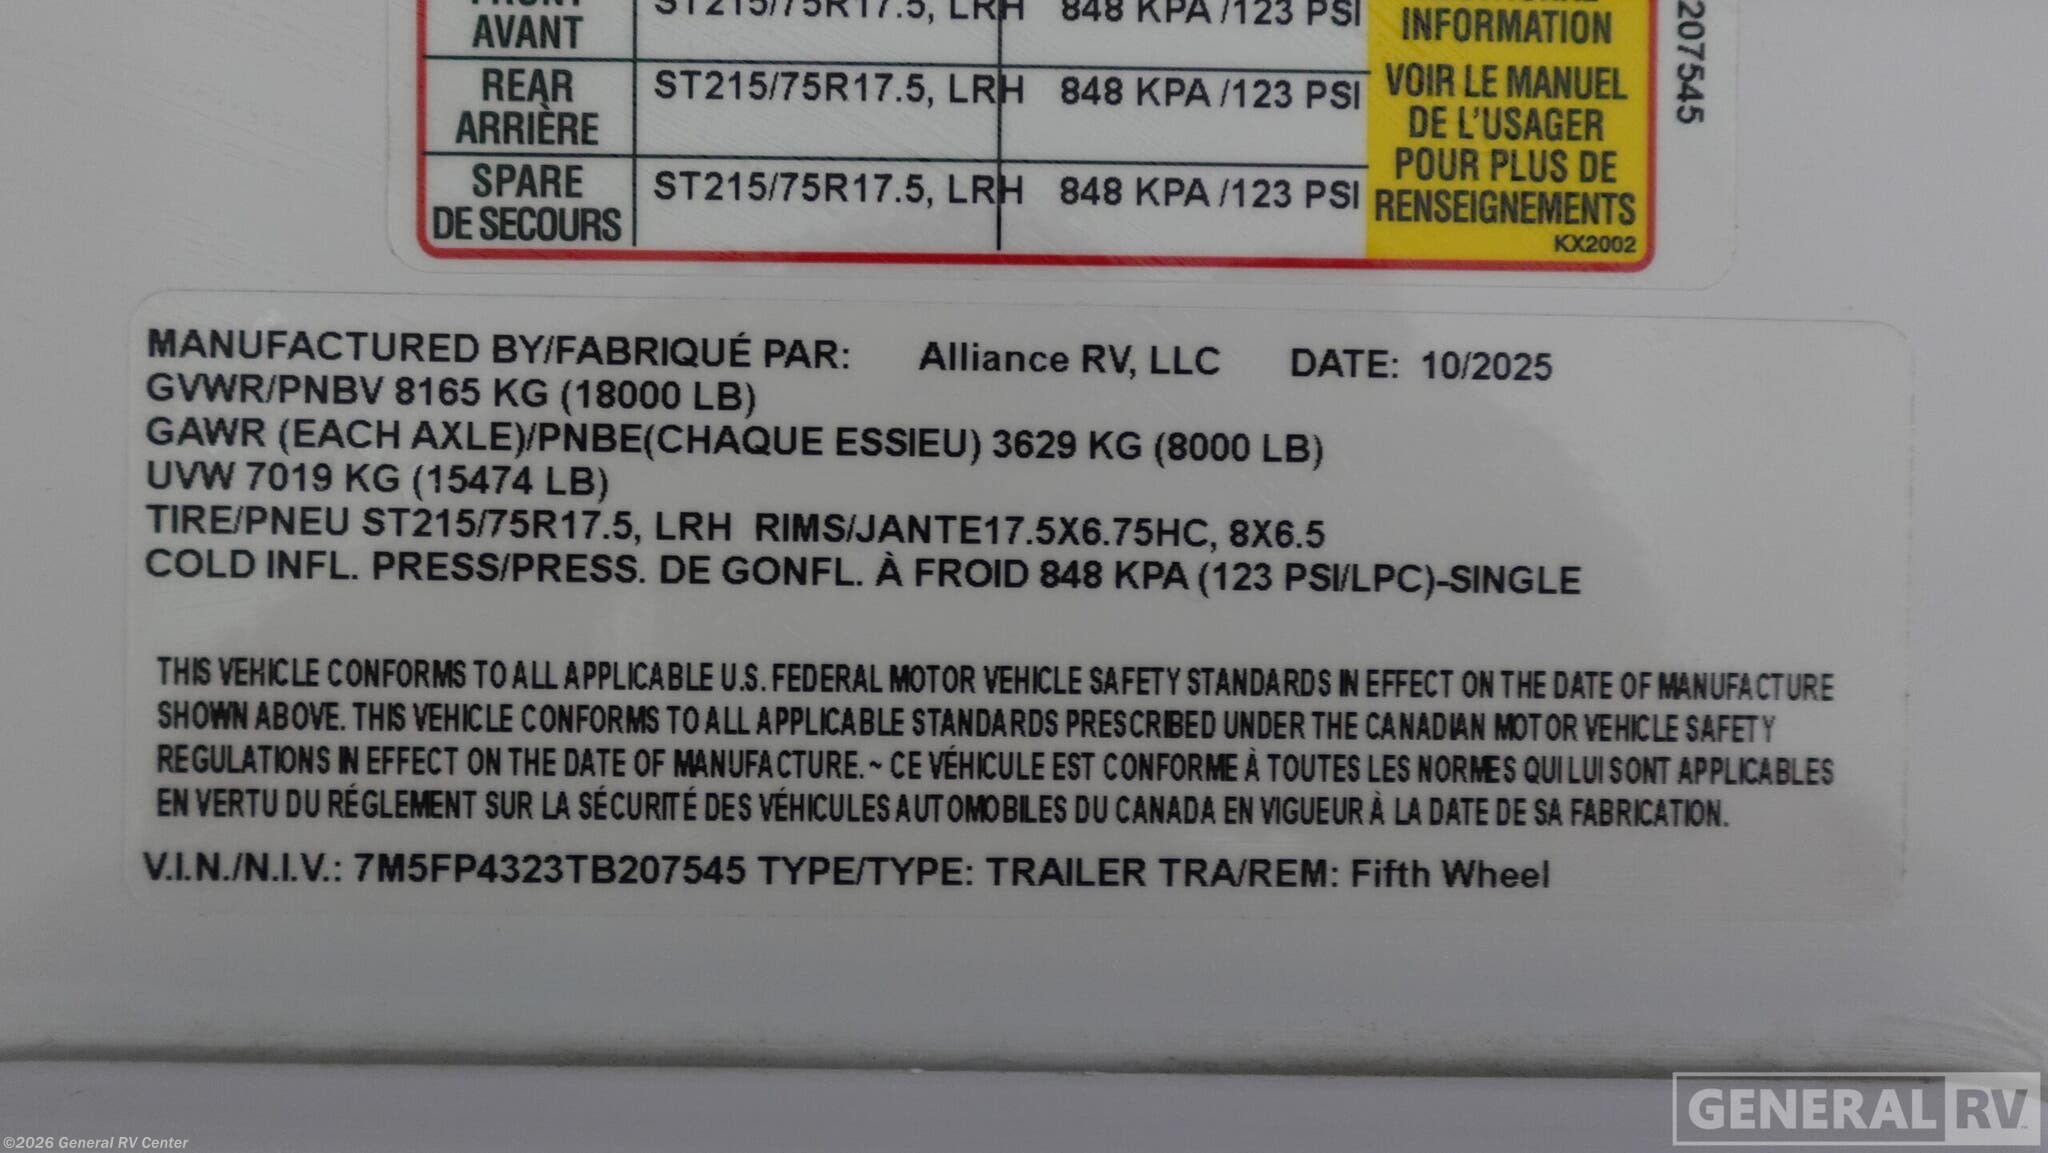 AVANT ST215/75R17.5, LRH 848 KPA /123 PSI INFORMATION
REAR ARRIÈRE ST215/75R17.5, LRH 848 KPA /123 PSI
SPARE DE SECOURS ST215/75R17.5, LRH 848 KPA /123 PSI
VOIR LE MANUEL
DE L'USAGER
POUR PLUS DE
RENSEIGNEMENTS
KX2002
207545
MANUFACTURED BY/FABRIQUÉ PAR: Alliance RV, LLC DATE: 10/2025
GVWR/PNBV 8165 KG (18000 LB)
GAWR (EACH AXLE)/PNBE(CHAQUE ESSIEU) 3629 KG (8000 LB)
UVW 7019 KG (15474 LB)
TIRE/PNEU ST215/75R17.5, LRH RIMS/JANTE17.5X6.75HC, 8X6.5
COLD INFL. PRESS/PRESS. DE GONFL. À FROID 848 KPA (123 PSI/LPC)-SINGLE
THIS VEHICLE CONFORMS TO ALL APPLICABLE U.S. FEDERAL MOTOR VEHICLE SAFETY STANDARDS IN EFFECT ON THE DATE OF MANUFACTURE
SHOWN ABOVE. THIS VEHICLE CONFORMS TO ALL APPLICABLE STANDARDS PRESCRIBED UNDER THE CANADIAN MOTOR VEHICLE SAFETY
REGULATIONS IN EFFECT ON THE DATE OF MANUFACTURE. ~ CE VÉHICULE EST CONFORME À TOUTES LES NORMES QUI LUI SONT APPLICABLES
EN VERTU DU RÉGLEMENT SUR LA SÉCURITÉ DES VÉHICULES AUTOMOBILES DU CANADA EN VIGUEUR À LA DATE DE SA FABRICATION.
V.I.N./N.I.V.: 7M5FP4323TB207545 TYPE/TYPE: TRAILER TRA/REM: Fifth Wheel
GENERAL RV
©2026 General RV Center